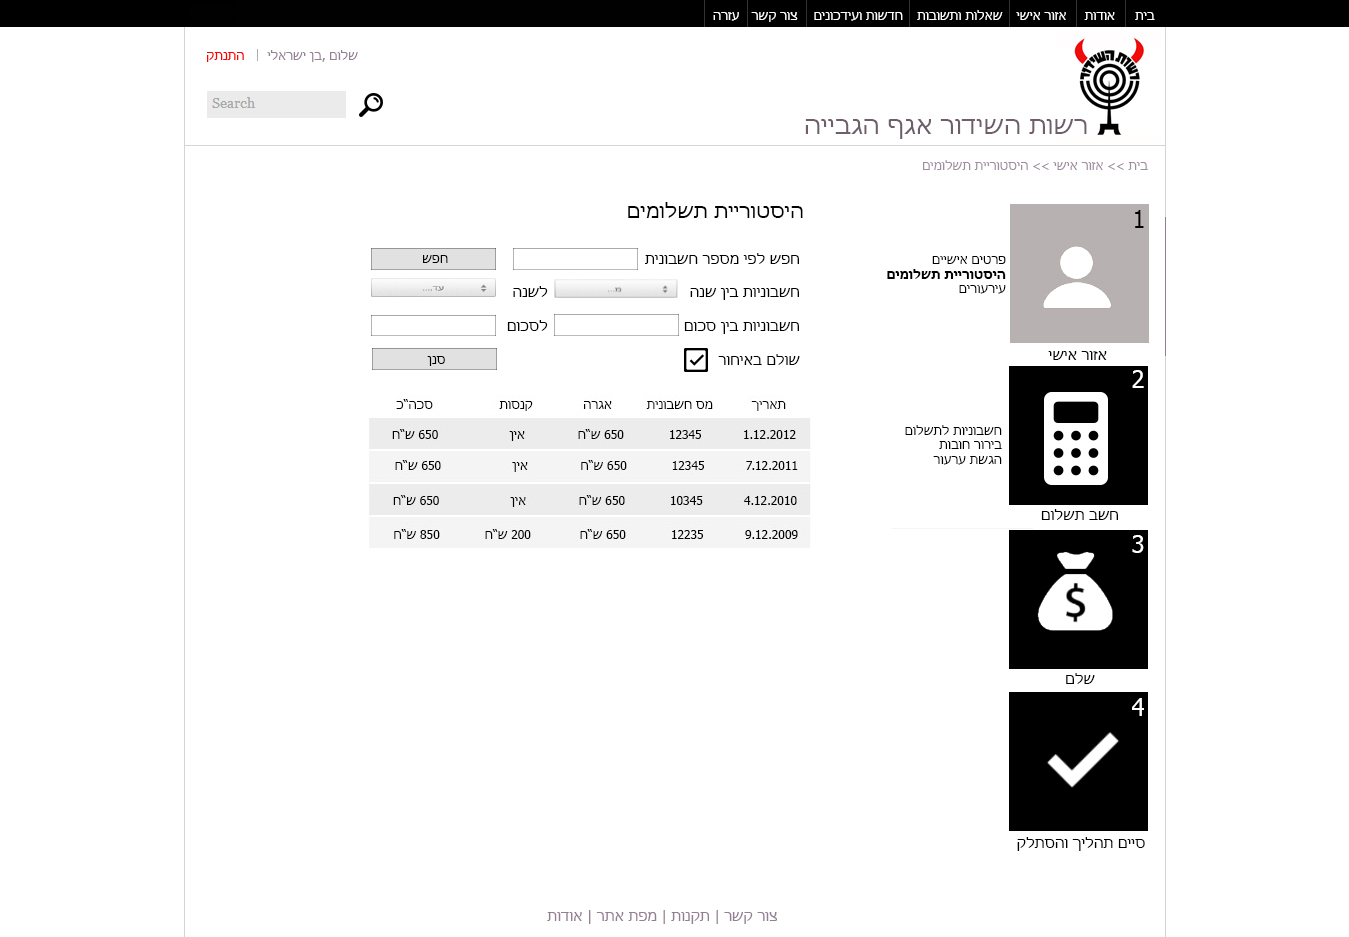 בית אודות אזור אישי שאלות ותשובות חדשות ועידכונים צור קשר עזרה
רשות השידור
שלום ,בן ישראלי | התנתק
Search
רשות השידור אגף הגבייה
בית >> אזור אישי >> היסטוריית תשלומים
1
פרטים אישיים
היסטוריית תשלומים
עירעורים
אזור אישי
2
חשבוניות לתשלום
בירור חובות
הגשת ערעור
חשב תשלום
3
$
שלם
4
סיים תהליך והסתלק
היסטוריית תשלומים
חפש לפי מספר חשבונית חפש
חשבוניות בין שנה מ... לשנה עד....
חשבוניות בין סכום לסכום
שולם באיחור סנן
תאריך מס חשבונית אגרה קנסות סכה"כ
1.12.2012 12345 650 ש"ח אין 650 ש"ח
7.12.2011 12345 650 ש"ח אין 650 ש"ח
4.12.2010 10345 650 ש"ח אין 650 ש"ח
9.12.2009 12235 650 ש"ח 200 ש"ח 850 ש"ח
צור קשר | תקנות | מפת אתר | אודות